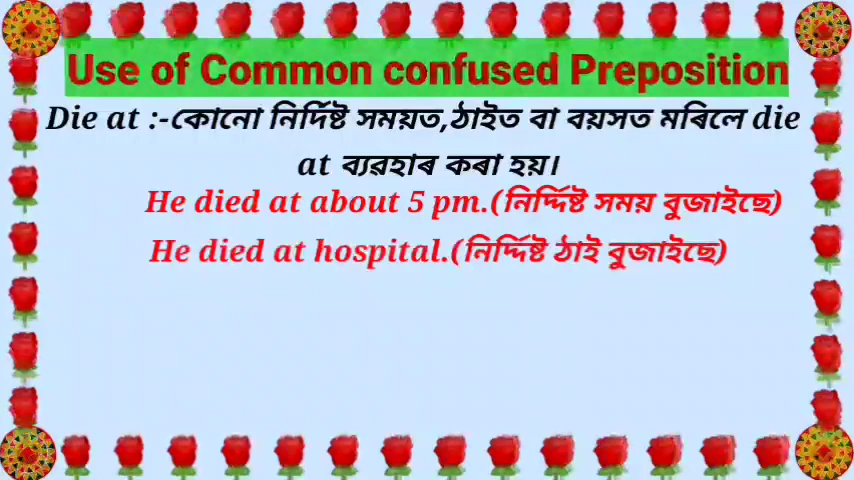 Use of Common confused Preposition
Die at :-কোনো নিৰ্দিষ্ট সময়ত,ঠাইত বা বয়সত মৰিলে die
at ব্যৱহাৰ কৰা হয়।
He died at about 5 pm.(নিৰ্দ্দিষ্ট সময় বুজাইছে)
He died at hospital.(নিৰ্দ্দিষ্ট ঠাই বুজাইছে)